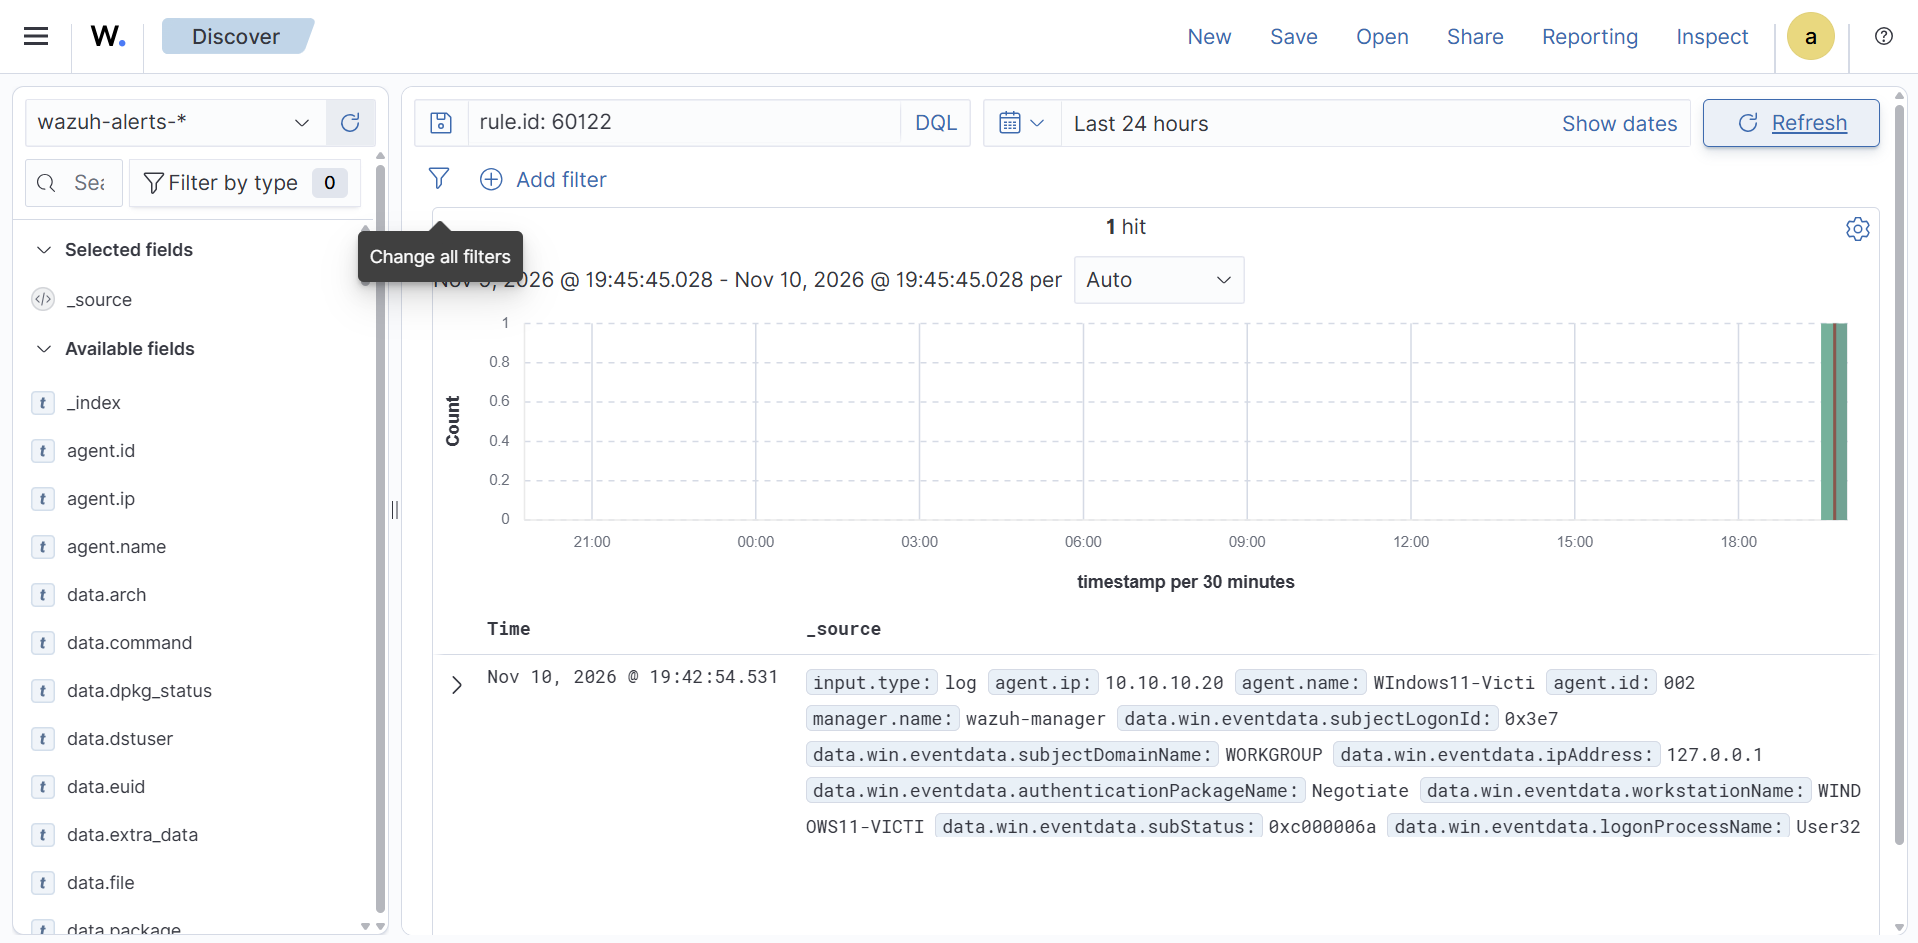 W.
Discover
New Save Open Share Reporting Inspect
a
wazuh-alerts-*
rule.id: 60122
DQL
Last 24 hours
Show dates
Refresh
Sea
Filter by type 0
Add filter
Change all filters
1 hit
Selected fields
_source
Available fields
_index
agent.id
agent.ip
agent.name
data.arch
data.command
data.dpkg_status
data.dstuser
data.euid
data.extra_data
data.file
data.package
Nov 9, 2026 @ 19:45:45.028 - Nov 10, 2026 @ 19:45:45.028 per
Auto
Count
1
0.8
0.6
0.4
0.2
0
21:00 00:00 03:00 06:00 09:00 12:00 15:00 18:00
timestamp per 30 minutes
Time _source
Nov 10, 2026 @ 19:42:54.531
input.type: log agent.ip: 10.10.10.20 agent.name: WIndows11-Victi agent.id: 002
manager.name: wazuh-manager data.win.eventdata.subjectLogonId: 0x3e7
data.win.eventdata.subjectDomainName: WORKGROUP data.win.eventdata.ipAddress: 127.0.0.1
data.win.eventdata.authenticationPackageName: Negotiate data.win.eventdata.workstationName: WIND
OWS11-VICTI data.win.eventdata.subStatus: 0xc000006a data.win.eventdata.logonProcessName: User32